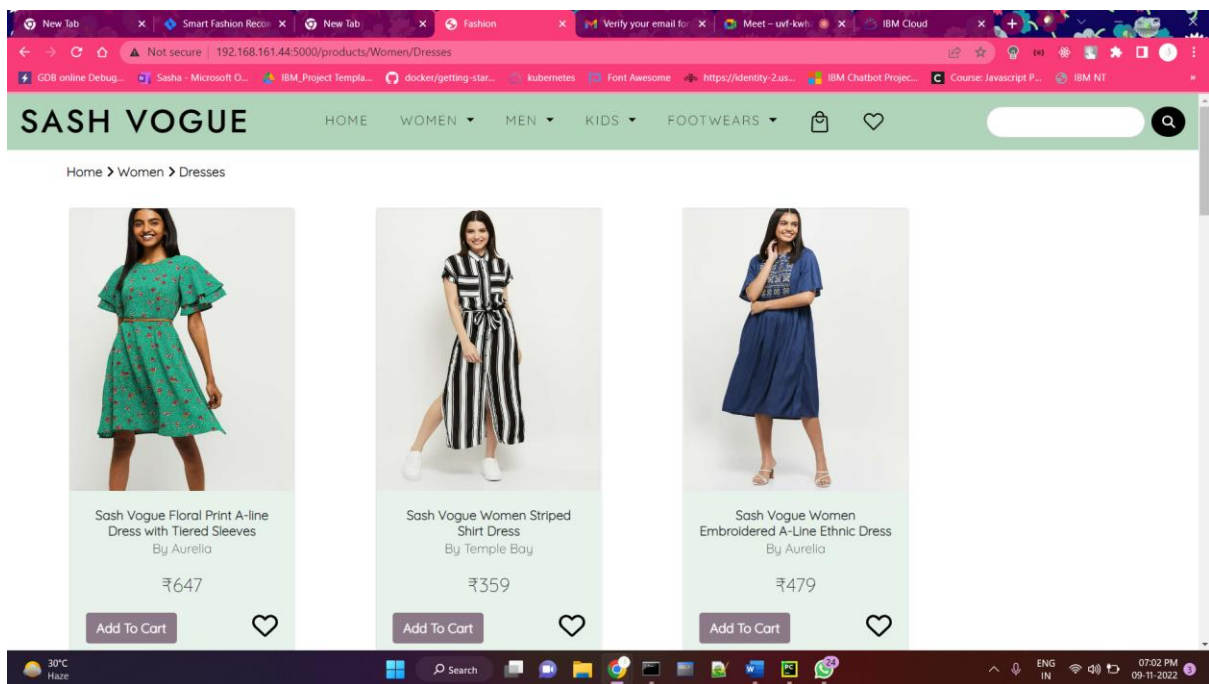 New Tab
Smart Fashion Recon
New Tab
Fashion
Verify your email for
Meet – uvf-kwh
IBM Cloud
Not secure 192.168.161.44:5000/products/Women/Dresses
GDB online Debug...
Sasha - Microsoft O...
IBM_Project Templa...
docker/getting-star...
kubernetes
Font Awesome
https://identity-2.us...
IBM Chatbot Projec...
Course: Javascript P...
IBM NT
SASH VOGUE
HOME
WOMEN
MEN
KIDS
FOOTWEARS
Home > Women > Dresses
Sash Vogue Floral Print A-line
Dress with Tiered Sleeves
By Aurelia
₹647
Add To Cart
Sash Vogue Women Striped
Shirt Dress
By Temple Bay
₹359
Add To Cart
Sash Vogue Women
Embroidered A-Line Ethnic Dress
By Aurelia
₹479
Add To Cart
30°C
Haze
Search
24
ENG
IN
07:02 PM
09-11-2022
3